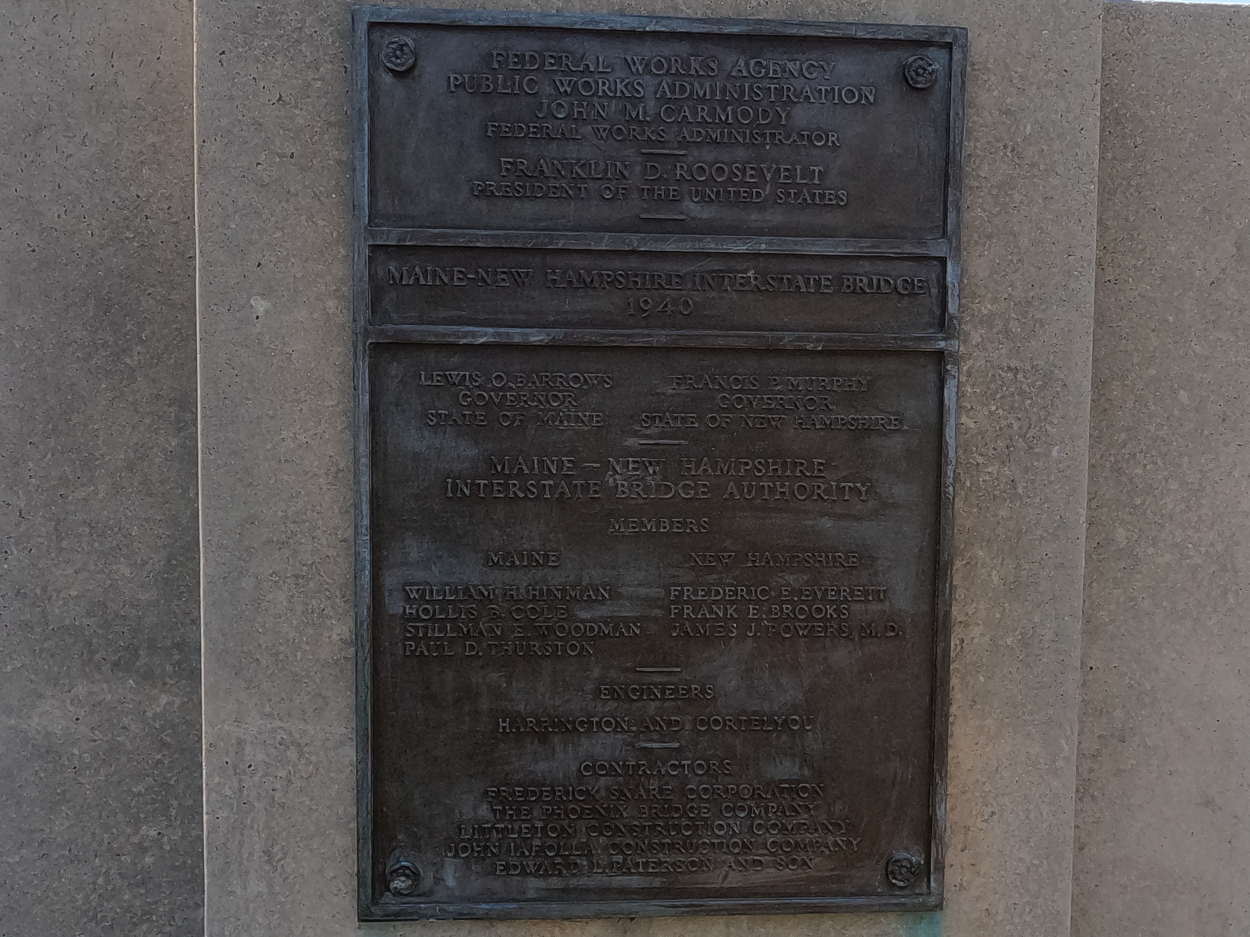 FEDERAL WORKS AGENCY
PUBLIC WORKS ADMINISTRATION
JOHN M. CARMODY
FEDERAL WORKS ADMINISTRATOR
FRANKLIN D. ROOSEVELT
PRESIDENT OF THE UNITED STATES
MAINE-NEW HAMPSHIRE INTERSTATE BRIDGE
1940
LEWIS O. BARROWS
GOVERNOR
STATE OF MAINE
FRANCIS P. MURPHY
GOVERNOR
STATE OF NEW HAMPSHIRE
MAINE - NEW HAMPSHIRE
INTERSTATE BRIDGE AUTHORITY
MEMBERS
MAINE
WILLIAM H. HINMAN
HOLLIS B. COLE
STILLMAN E. WOODMAN
PAUL D. THURSTON
NEW HAMPSHIRE
FREDERIC E. EVERETT
FRANK E. BROOKS
JAMES J. POWERS, M.D.
ENGINEERS
HARRINGTON AND CORTELYOU
CONTRACTORS
FREDERICK SNARE CORPORATION
THE PHOENIX BRIDGE COMPANY
LITTLETON CONSTRUCTION COMPANY
JOHN IAFOLLA CONSTRUCTION COMPANY
EDWARD L. PATERSON AND SON